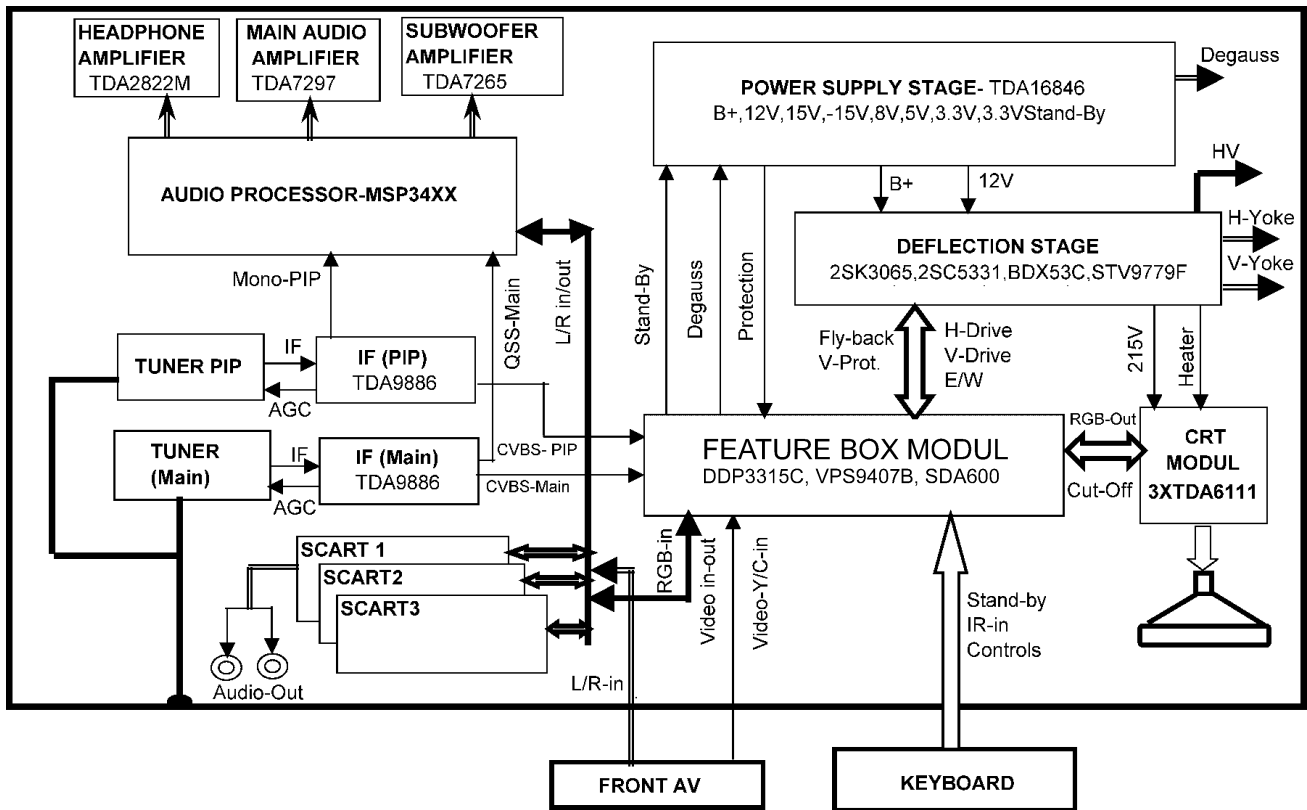 HEADPHONE
AMPLIFIER
TDA2822M
MAIN AUDIO
AMPLIFIER
TDA7297
SUBWOOFER
AMPLIFIER
TDA7265
POWER SUPPLY STAGE- TDA16846
B+,12V,15V,-15V,8V,5V,3.3V,3.3VStand-By
Degauss
AUDIO PROCESSOR-MSP34XX
HV
B+
12V
DEFLECTION STAGE
2SK3065,2SC5331,BDX53C,STV9779F
H-Yoke
V-Yoke
Mono-PIP
QSS-Main
L/R in/out
Stand-By
Degauss
Protection
Fly-back
V-Prot.
H-Drive
V-Drive
E/W
215V
Heater
TUNER PIP
IF
AGC
IF (PIP)
TDA9886
TUNER
(Main)
IF
AGC
IF (Main)
TDA9886
CVBS- PIP
CVBS-Main
FEATURE BOX MODUL
DDP3315C, VPS9407B, SDA600
RGB-Out
Cut-Off
CRT
MODUL
3XTDA6111
SCART 1
SCART2
SCART3
Audio-Out
L/R-in
RGB-in
Video in-out
Video-Y/C-in
Stand-by
IR-in
Controls
FRONT AV
KEYBOARD